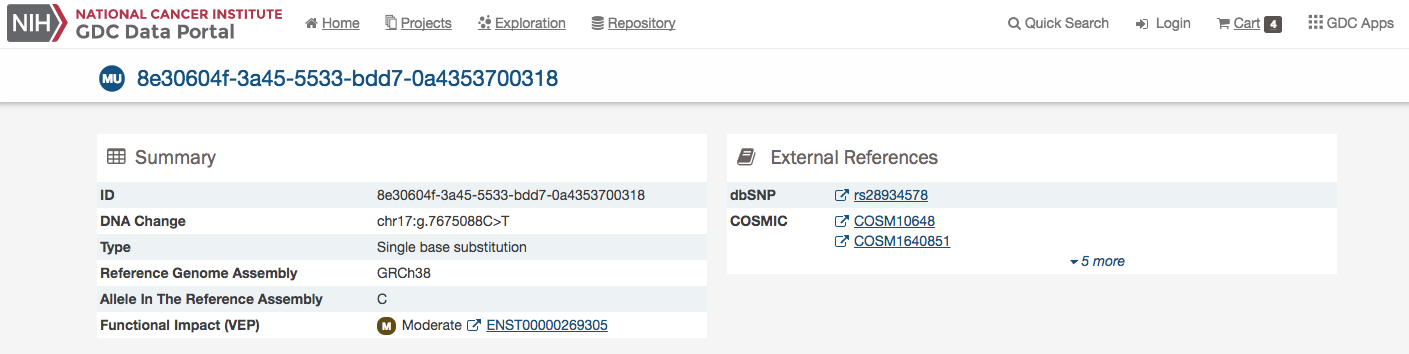 NIH NATIONAL CANCER INSTITUTE
GDC Data Portal
Home Projects Exploration Repository Quick Search Login Cart 4 GDC Apps
MU 8e30604f-3a45-5533-bdd7-0a4353700318
Summary
ID 8e30604f-3a45-5533-bdd7-0a4353700318
DNA Change chr17:g.7675088C>T
Type Single base substitution
Reference Genome Assembly GRCh38
Allele In The Reference Assembly C
Functional Impact (VEP) M Moderate ENST00000269305
External References
dbSNP rs28934578
COSMIC COSM10648
COSM1640851
5 more